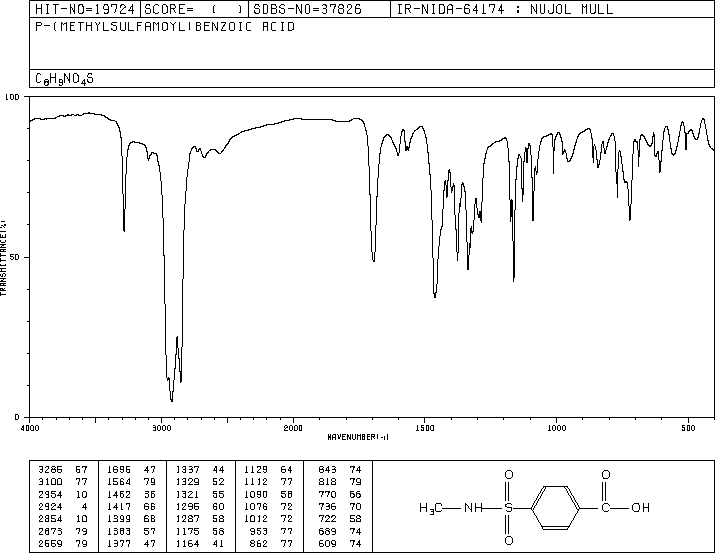 HIT-NO=19724 SCORE= ( ) SDBS-NO=37826 IR-NIDA-64174 : NUJOL MULL
P-(METHYLSULFAMOYL)BENZOIC ACID
C8H9NO4S
100
50
0
TRANSMITTANCE(%)
4000 3000 2000 1500 1000 500
WAVENUMBER(-1)
3286 57 1696 47 1337 44 1129 64 843 74
3100 77 1564 79 1329 52 1112 77 818 79
2954 10 1462 36 1321 55 1090 58 770 66
2924 4 1417 66 1296 60 1076 72 736 70
2854 10 1399 68 1287 58 1012 72 722 58
2673 79 1383 57 1175 58 953 77 689 74
2559 79 1377 47 1164 41 862 77 609 74
O O
H3C NH S C OH
O